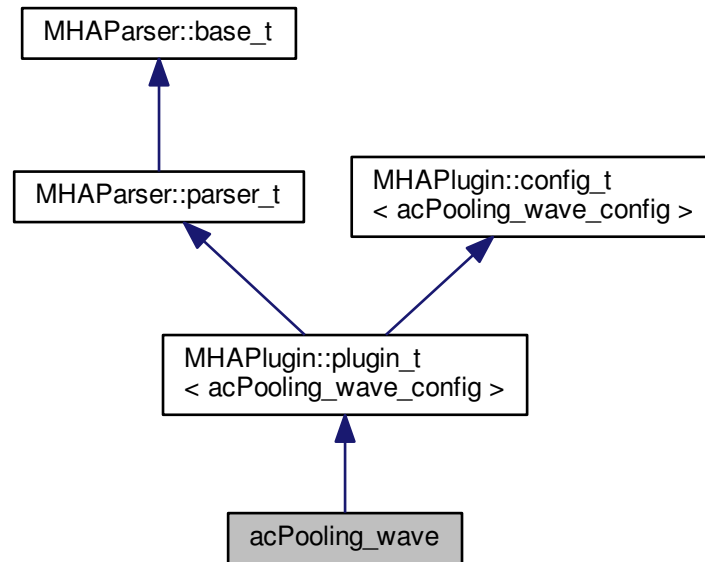 MHAParser::base_t
MHAParser::parser_t
MHAPlugin::config_t
< acPooling_wave_config >
MHAPlugin::plugin_t
< acPooling_wave_config >
acPooling_wave